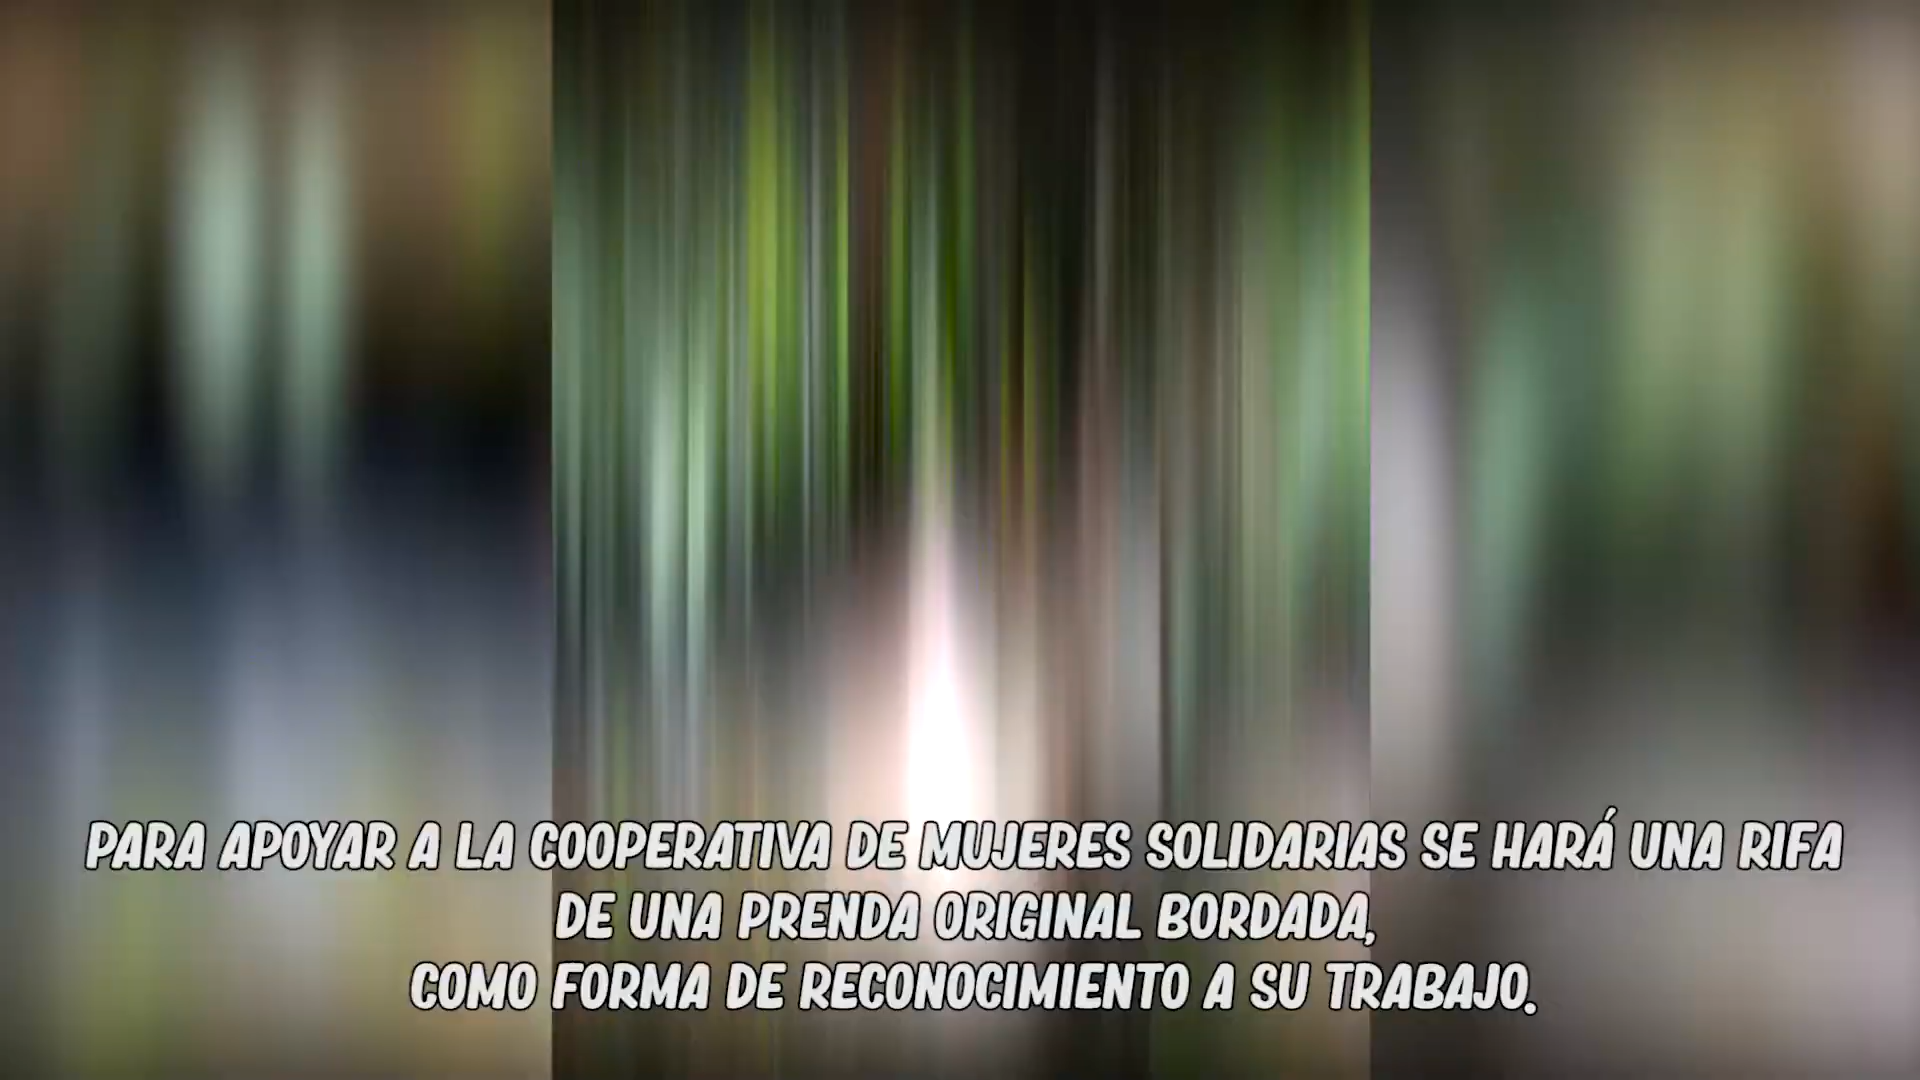 PARA APOYAR A LA COOPERATIVA DE MUJERES SOLIDARIAS SE HARÁ UNA RIFA
DE UNA PRENDA ORIGINAL BORDADA,
COMO FORMA DE RECONOCIMIENTO A SU TRABAJO.